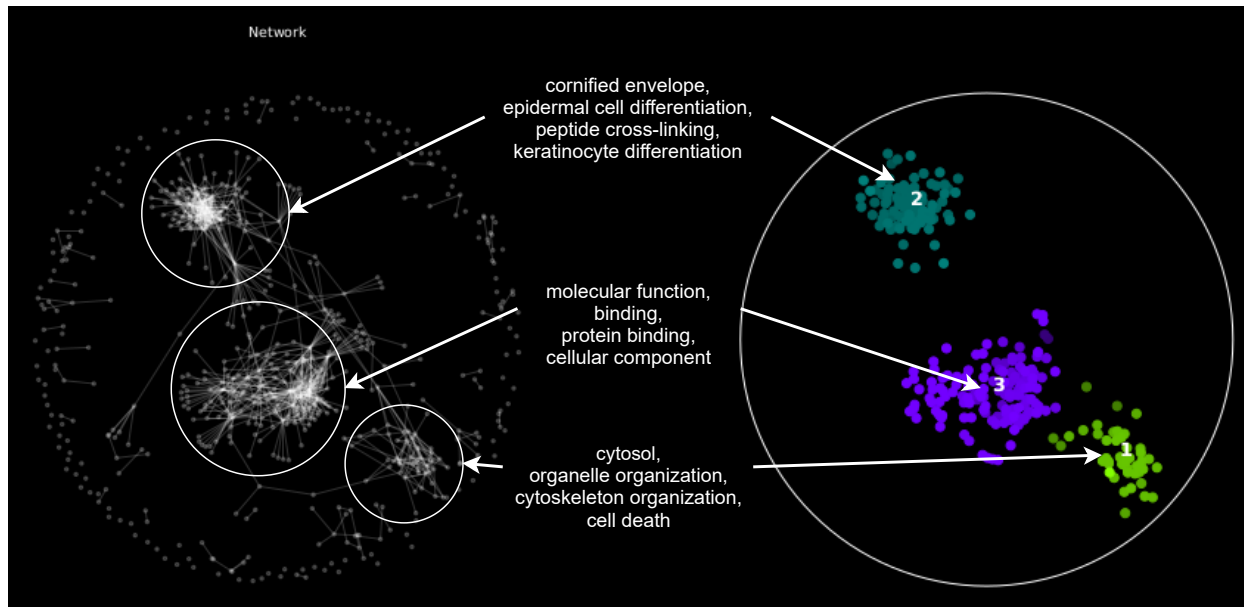 Network
cornified envelope,
epidermal cell differentiation,
peptide cross-linking,
keratinocyte differentiation
2
molecular function,
binding,
protein binding,
cellular component
3
cytosol,
organelle organization,
cytoskeleton organization,
cell death
1